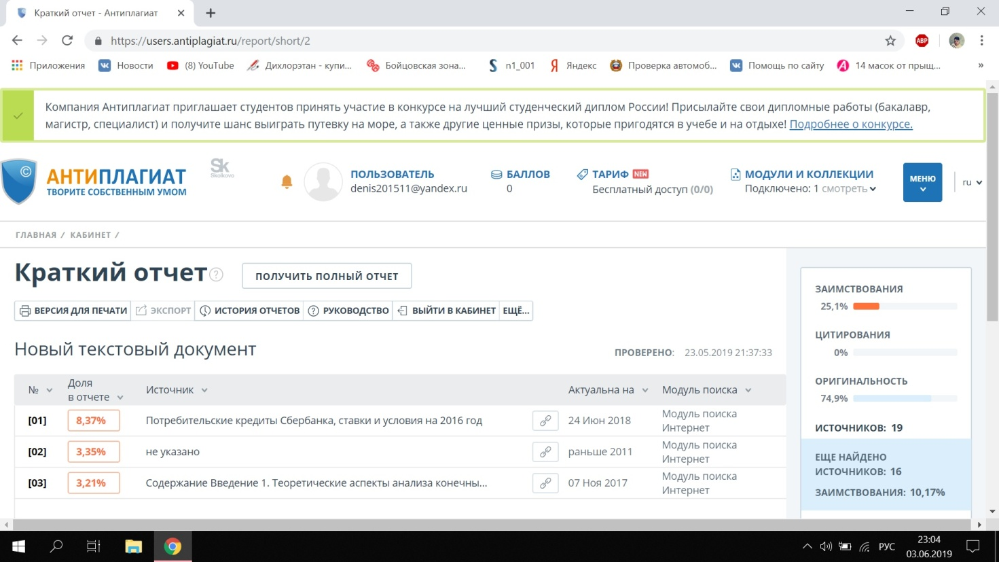 Краткий отчет - Антиплагиат
https://users.antiplagiat.ru/report/short/2
ABP
Приложения
Новости
(8) YouTube
Дихлорэтан - купи...
Бойцовская зона...
n1_001
Яндекс
Проверка автомоб...
Помощь по сайту
14 масок от прыщ...
»
Компания Антиплагиат приглашает студентов принять участие в конкурсе на лучший студенческий диплом России! Присылайте свои дипломные работы (бакалавр,
магистр, специалист) и получите шанс выиграть путевку на море, а также другие ценные призы, которые пригодятся в учебе и на отдыхе! Подробнее о конкурсе.
©
АНТИПЛАГИАТ
ТВОРИТЕ СОБСТВЕННЫМ УМОМ
Sk
Skolkovo
ПОЛЬЗОВАТЕЛЬ
denis201511@yandex.ru
БАЛЛОВ
0
ТАРИФ NEW
Бесплатный доступ (0/0)
МОДУЛИ И КОЛЛЕКЦИИ
Подключено: 1 смотреть
МЕНЮ
ru
ГЛАВНАЯ / КАБИНЕТ /
Краткий отчет ?
ПОЛУЧИТЬ ПОЛНЫЙ ОТЧЕТ
ВЕРСИЯ ДЛЯ ПЕЧАТИ
ЭКСПОРТ
ИСТОРИЯ ОТЧЕТОВ
РУКОВОДСТВО
ВЫЙТИ В КАБИНЕТ
ЕЩЁ...
Новый текстовый документ
ПРОВЕРЕНО: 23.05.2019 21:37:33
№
Доля
в отчете
Источник
Актуальна на
Модуль поиска
[01]
8,37%
Потребительские кредиты Сбербанка, ставки и условия на 2016 год
24 Июн 2018
Модуль поиска
Интернет
[02]
3,35%
не указано
раньше 2011
Модуль поиска
Интернет
[03]
3,21%
Содержание Введение 1. Теоретические аспекты анализа конечны...
07 Ноя 2017
Модуль поиска
Интернет
ЗАИМСТВОВАНИЯ
25,1%
ЦИТИРОВАНИЯ
0%
ОРИГИНАЛЬНОСТЬ
74,9%
ИСТОЧНИКОВ: 19
ЕЩЕ НАЙДЕНО
ИСТОЧНИКОВ: 16
ЗАИМСТВОВАНИЯ: 10,17%
РУС
23:04
03.06.2019